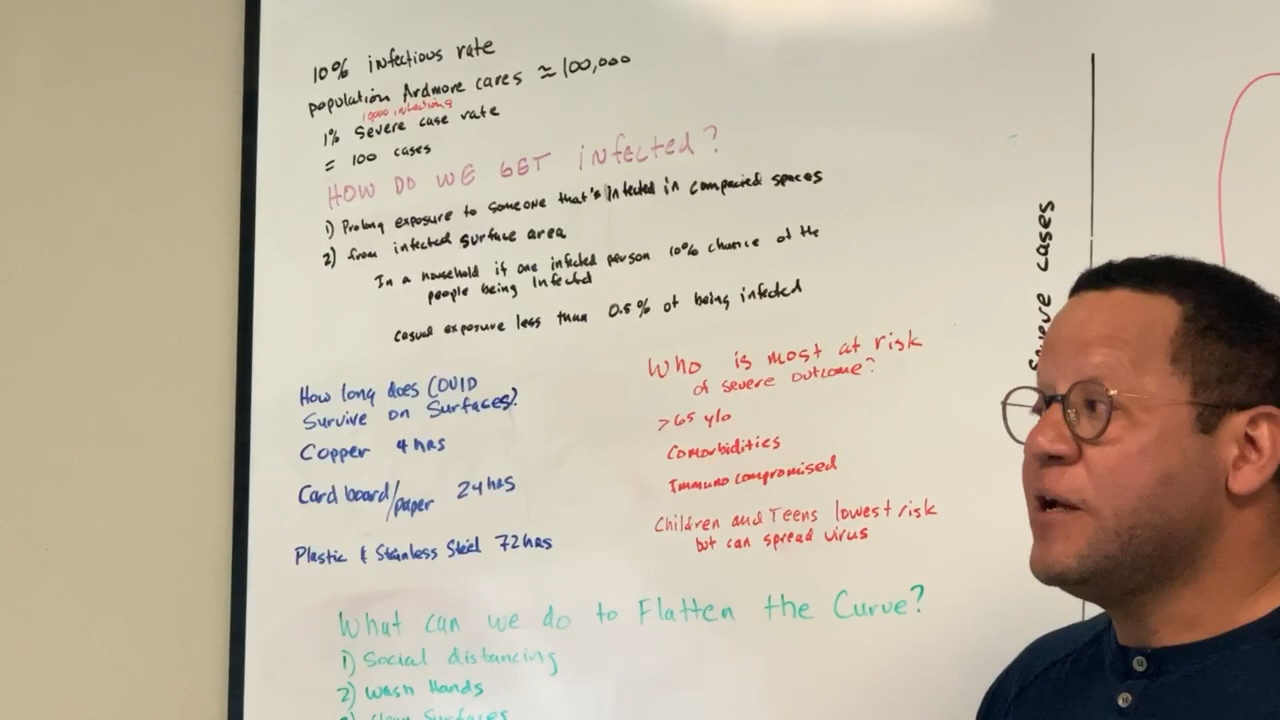 10% infectious rate
population Ardmore cares ≃ 100,000
10,000 infections
1% Severe case rate
= 100 cases
HOW DO WE GET infected?
1) Prolong exposure to someone that's Infected in compacted spaces
2) from infected surface area
In a household if one infected person 10% chance of the
people being Infected
casual exposure less than 0.5% of being infected
How long does COVID
Survive on Surfaces?
Copper 4 hrs
Cardboard/paper 24 hrs
Plastic & Stainless Steel 72 hrs
Who is most at risk
of severe outcome?
>65 y/o
Comorbidities
Immunocompromised
Children and Teens lowest risk
but can spread virus
What can we do to Flatten the Curve?
1) Social distancing
2) Wash Hands
3) Clean Surfaces
Severe cases